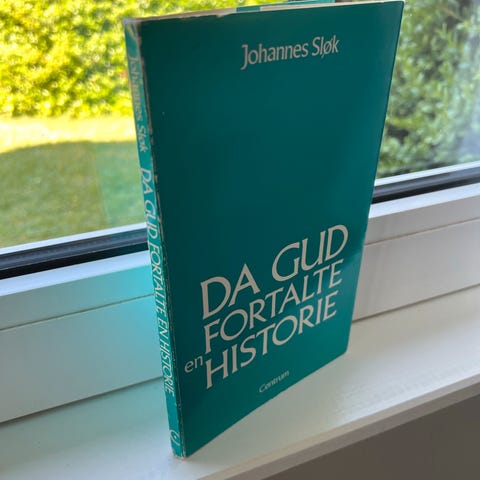 Johannes Sløk
DA GUD
FORTALTE
en HISTORIE
Centrum
Johannes Sløk DA GUD FORTALTE EN HISTORIE